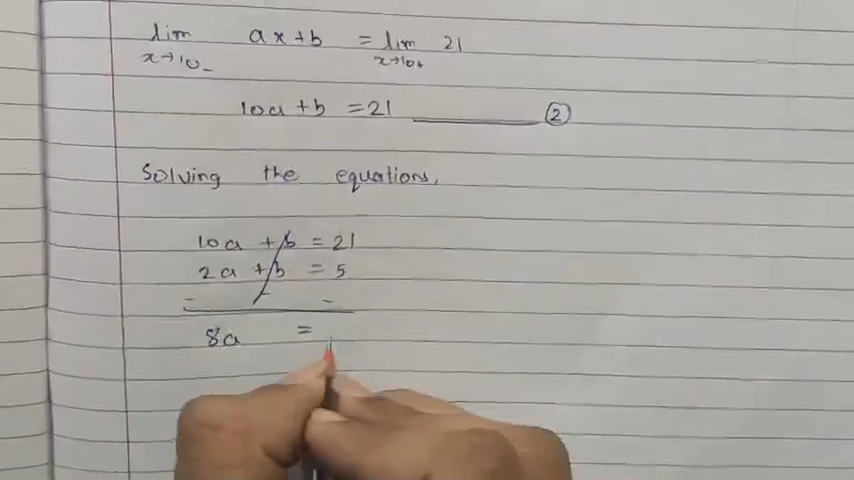 lim ax+b = lim 21
x→10- x→10+
10a + b = 21 ②
Solving the equations,
10a + b = 21
2a + b = 5
- - -
8a =